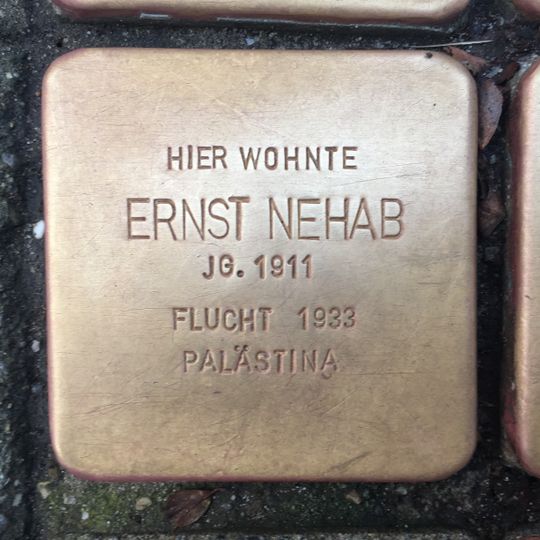 HIER WOHNTE
ERNST NEHAB
JG. 1911
FLUCHT 1933
PALÄSTINA